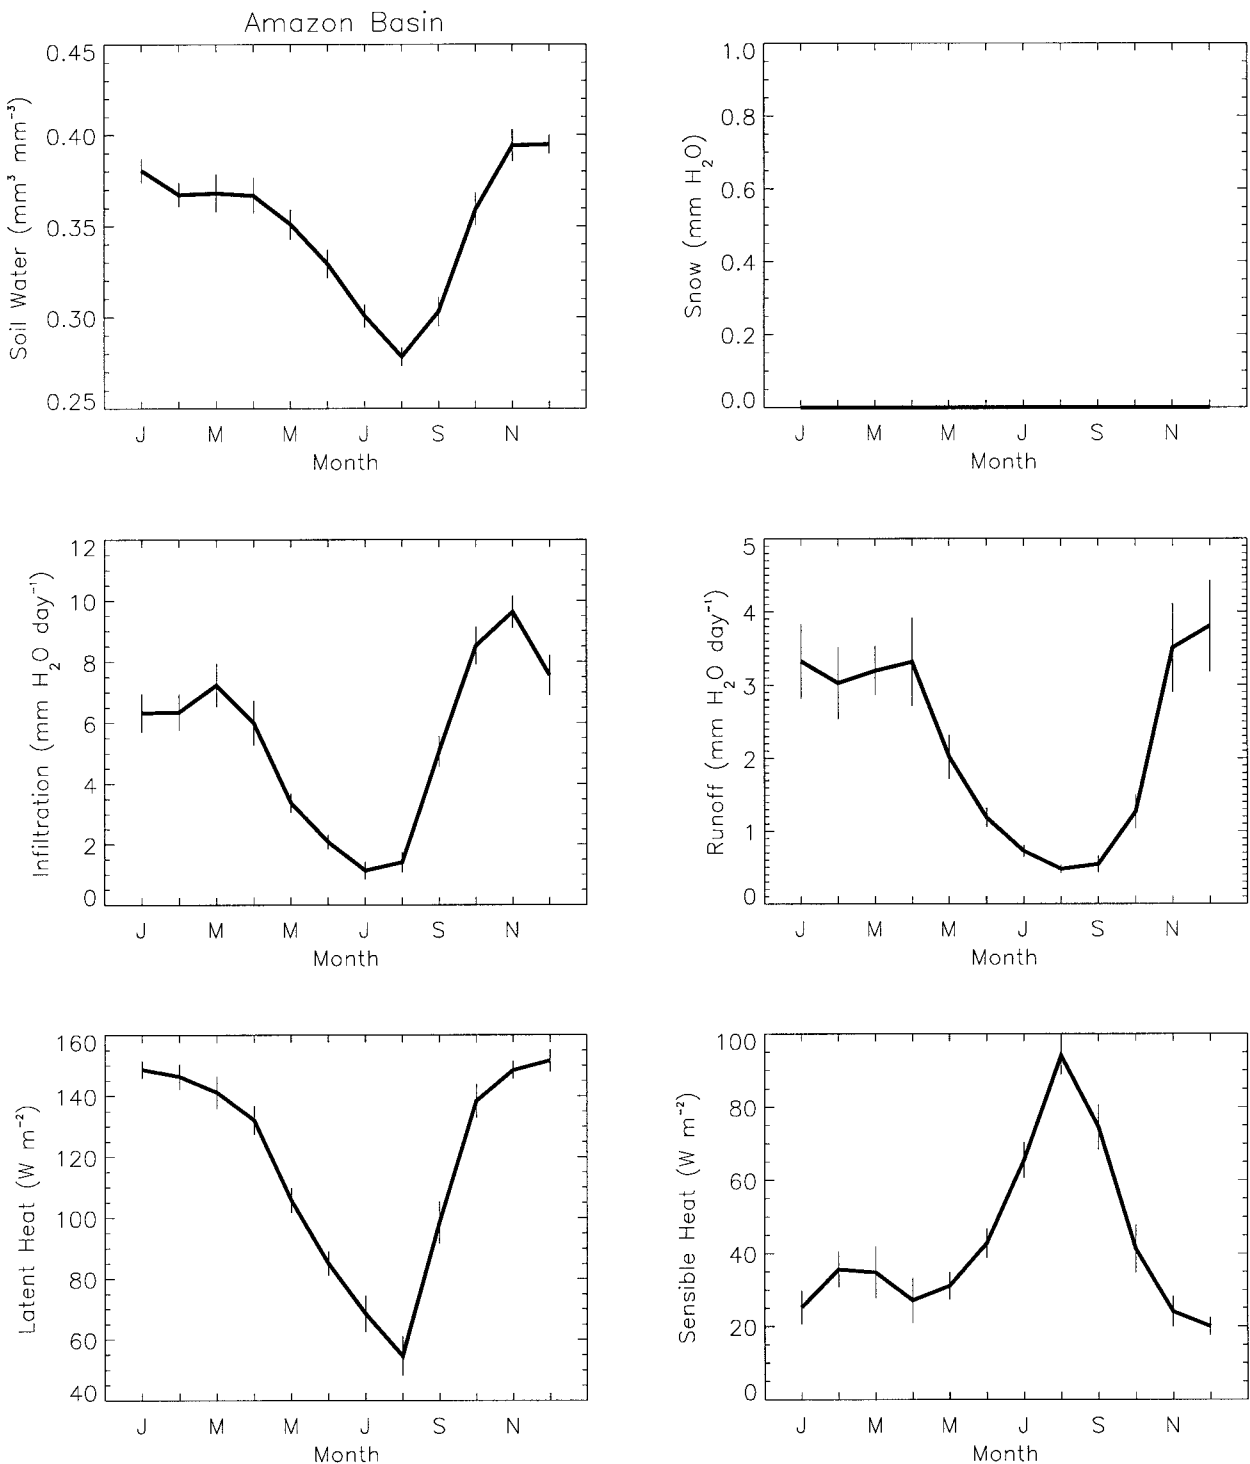 Amazon Basin
Soil Water (mm³ mm⁻³)
0.45
0.40
0.35
0.30
0.25
J M M J S N
Month
Snow (mm H₂O)
1.0
0.8
0.6
0.4
0.2
0.0
J M M J S N
Month
Infiltration (mm H₂O day⁻¹)
12
10
8
6
4
2
0
J M M J S N
Month
Runoff (mm H₂O day⁻¹)
5
4
3
2
1
0
J M M J S N
Month
Latent Heat (W m⁻²)
160
140
120
100
80
60
40
J M M J S N
Month
Sensible Heat (W m⁻²)
100
80
60
40
20
0
J M M J S N
Month